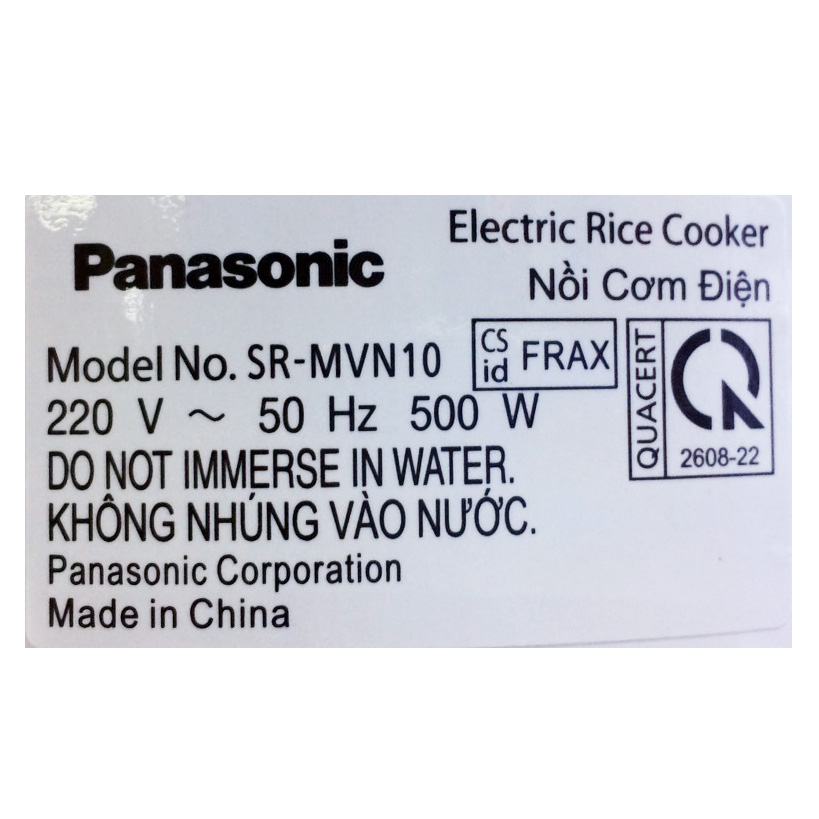 Panasonic
Electric Rice Cooker
Nồi Cơm Điện
Model No. SR-MVN10
CS
id
FRAX
220 V ~ 50 Hz 500 W
QUACERT
2608-22
DO NOT IMMERSE IN WATER.
KHÔNG NHÚNG VÀO NƯỚC.
Panasonic Corporation
Made in China